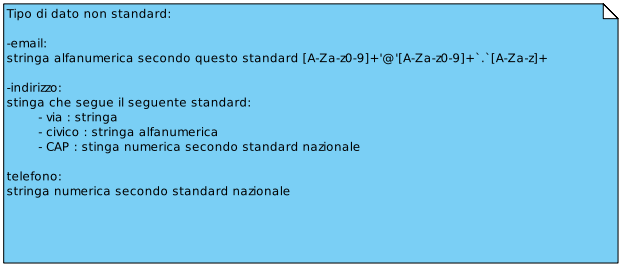 Tipo di dato non standard:
-email:
stringa alfanumerica secondo questo standard [A-Za-z0-9]+'@'[A-Za-z0-9]+`.`[A-Za-z]+
-indirizzo:
stinga che segue il seguente standard:
- via : stringa
- civico : stringa alfanumerica
- CAP : stinga numerica secondo standard nazionale
telefono:
stringa numerica secondo standard nazionale